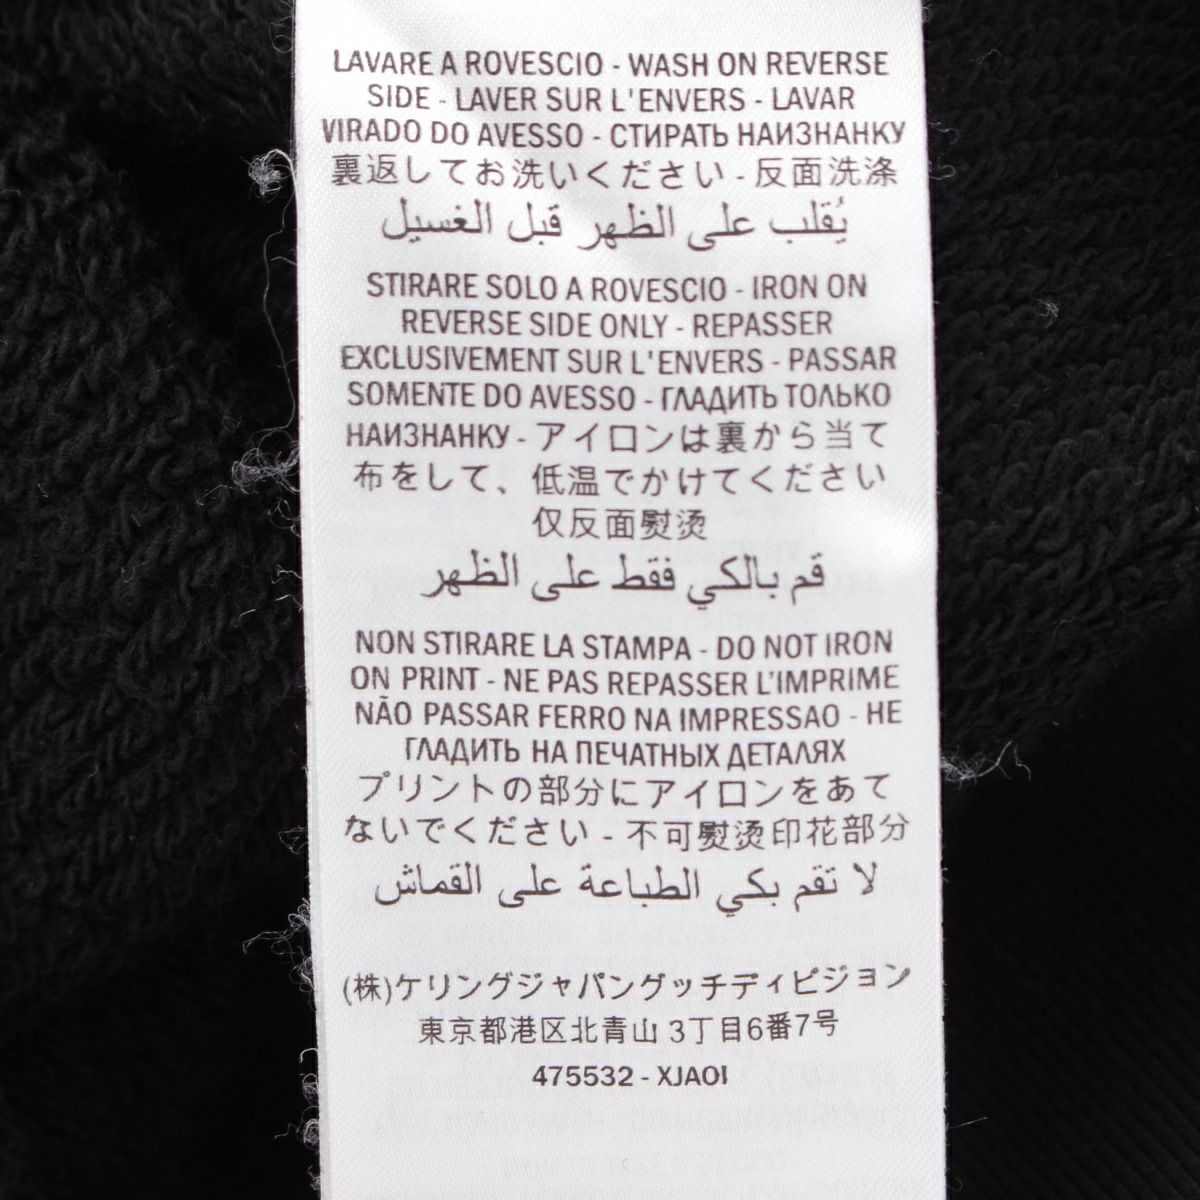 LAVARE A ROVESCIO - WASH ON REVERSE
SIDE - LAVER SUR L'ENVERS - LAVAR
VIRADO DO AVESSO - СТИРАТЬ НАИЗНАНКУ
裏返してお洗いください - 反面洗涤
يُقلب على الظهر قبل الغسيل
STIRARE SOLO A ROVESCIO - IRON ON
REVERSE SIDE ONLY - REPASSER
EXCLUSIVEMENT SUR L'ENVERS - PASSAR
SOMENTE DO AVESSO - ГЛАДИТЬ ТОЛЬКО
НАИЗНАНКУ - アイロンは裏から当て
布をして、低温でかけてください
仅反面熨烫
قم بالكي فقط على الظهر
NON STIRARE LA STAMPA - DO NOT IRON
ON PRINT - NE PAS REPASSER L'IMPRIME
NÃO PASSAR FERRO NA IMPRESSAO - НЕ
ГЛАДИТЬ НА ПЕЧАТНЫХ ДЕТАЛЯХ
プリントの部分にアイロンをあて
ないでください - 不可熨烫印花部分
لا تقم بكي الطباعة على القماش
(株)ケリングジャパングッチディビジョン
東京都港区北青山 3丁目6番7号
475532 - XJAOI